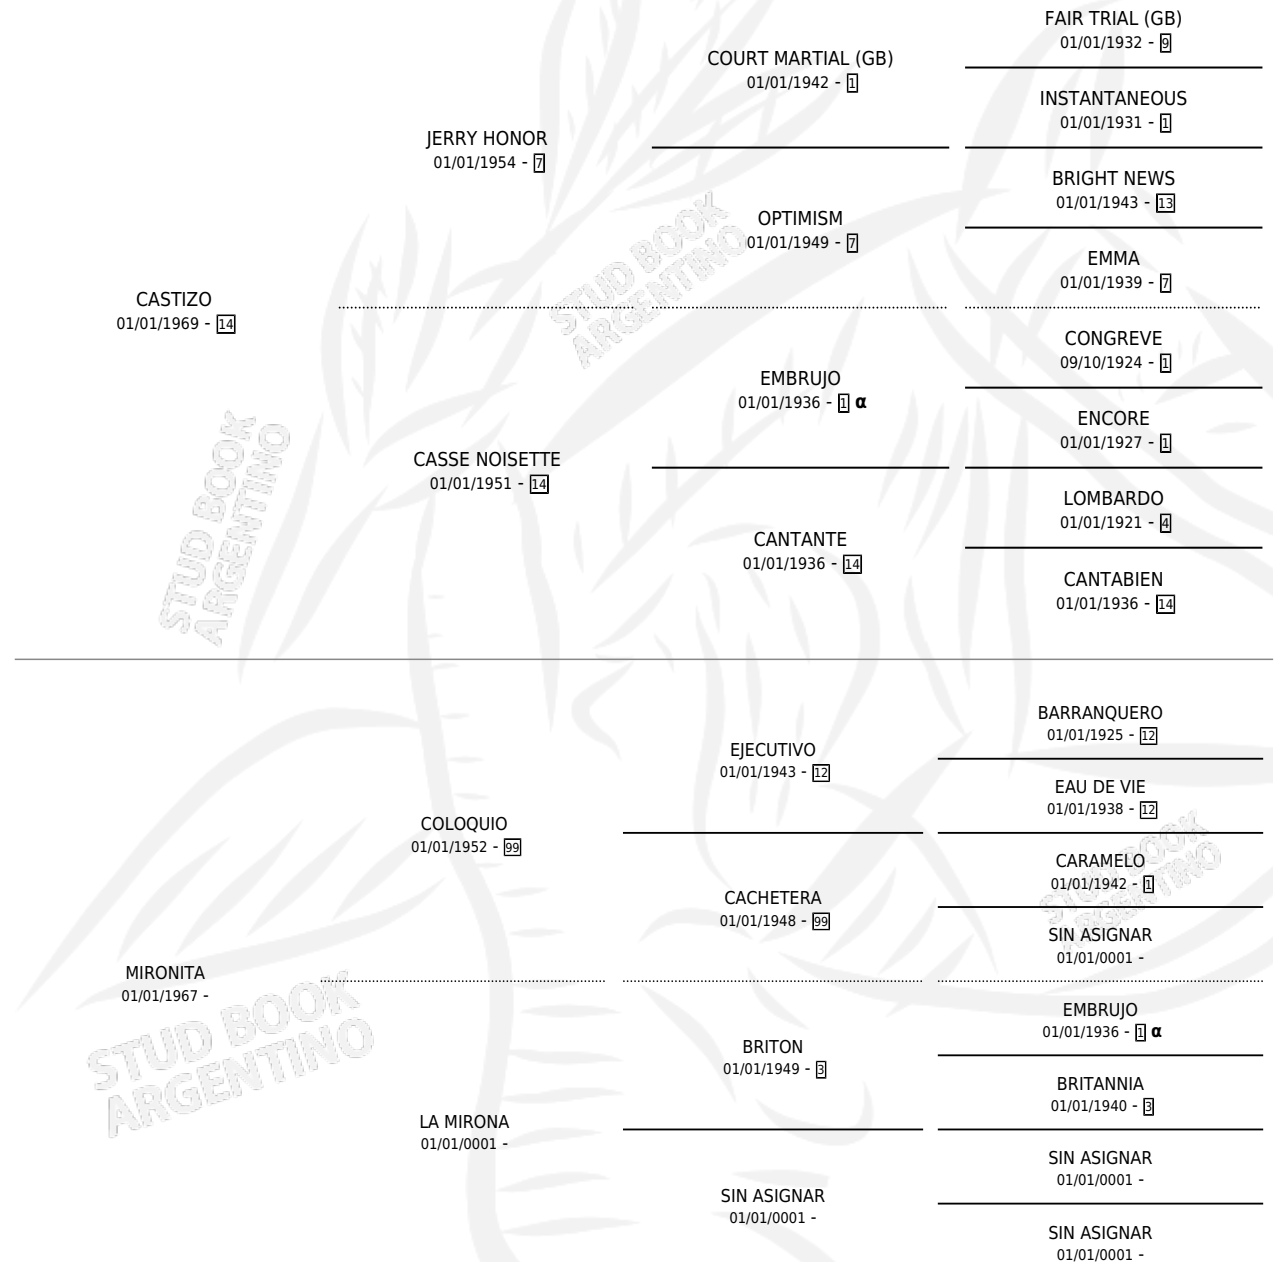 FAIR TRIAL (GB)
01/01/1932 - 9
COURT MARTIAL (GB)
01/01/1942 - 1
INSTANTANEOUS
01/01/1931 - 1
JERRY HONOR
01/01/1954 - 7
BRIGHT NEWS
01/01/1943 - 13
OPTIMISM
01/01/1949 - 7
EMMA
01/01/1939 - 7
CASTIZO
01/01/1969 - 14
CONGREVE
09/10/1924 - 1
EMBRUJO
01/01/1936 - 1 α
ENCORE
01/01/1927 - 1
CASSE NOISETTE
01/01/1951 - 14
LOMBARDO
01/01/1921 - 4
CANTANTE
01/01/1936 - 14
CANTABIEN
01/01/1936 - 14
BARRANQUERO
01/01/1925 - 12
EJECUTIVO
01/01/1943 - 12
EAU DE VIE
01/01/1938 - 12
COLOQUIO
01/01/1952 - 99
CARAMELO
01/01/1942 - 1
CACHETERA
01/01/1948 - 99
SIN ASIGNAR
01/01/0001 -
MIRONITA
01/01/1967 -
EMBRUJO
01/01/1936 - 1 α
BRITON
01/01/1949 - 3
BRITANNIA
01/01/1940 - 3
LA MIRONA
01/01/0001 -
SIN ASIGNAR
01/01/0001 -
SIN ASIGNAR
01/01/0001 -
SIN ASIGNAR
01/01/0001 -
STUD BOOK
ARGENTINO
STUD BOOK
ARGENTINO
STUD BOOK
ARGENTINO
STUD BOOK
ARGENTINO